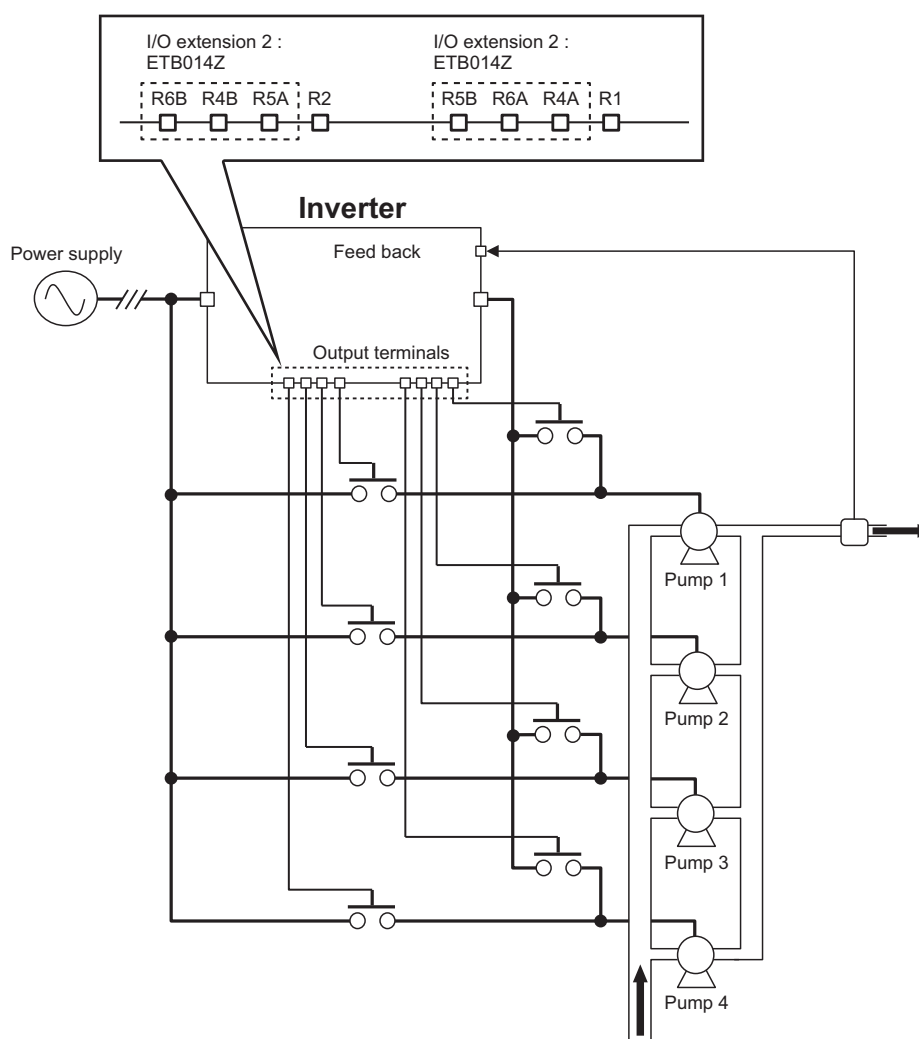 I/O extension 2 :
ETB014Z
I/O extension 2 :
ETB014Z
R6B R4B R5A R2 R5B R6A R4A R1
Inverter
Power supply
Feed back
Output terminals
Pump 1
Pump 2
Pump 3
Pump 4